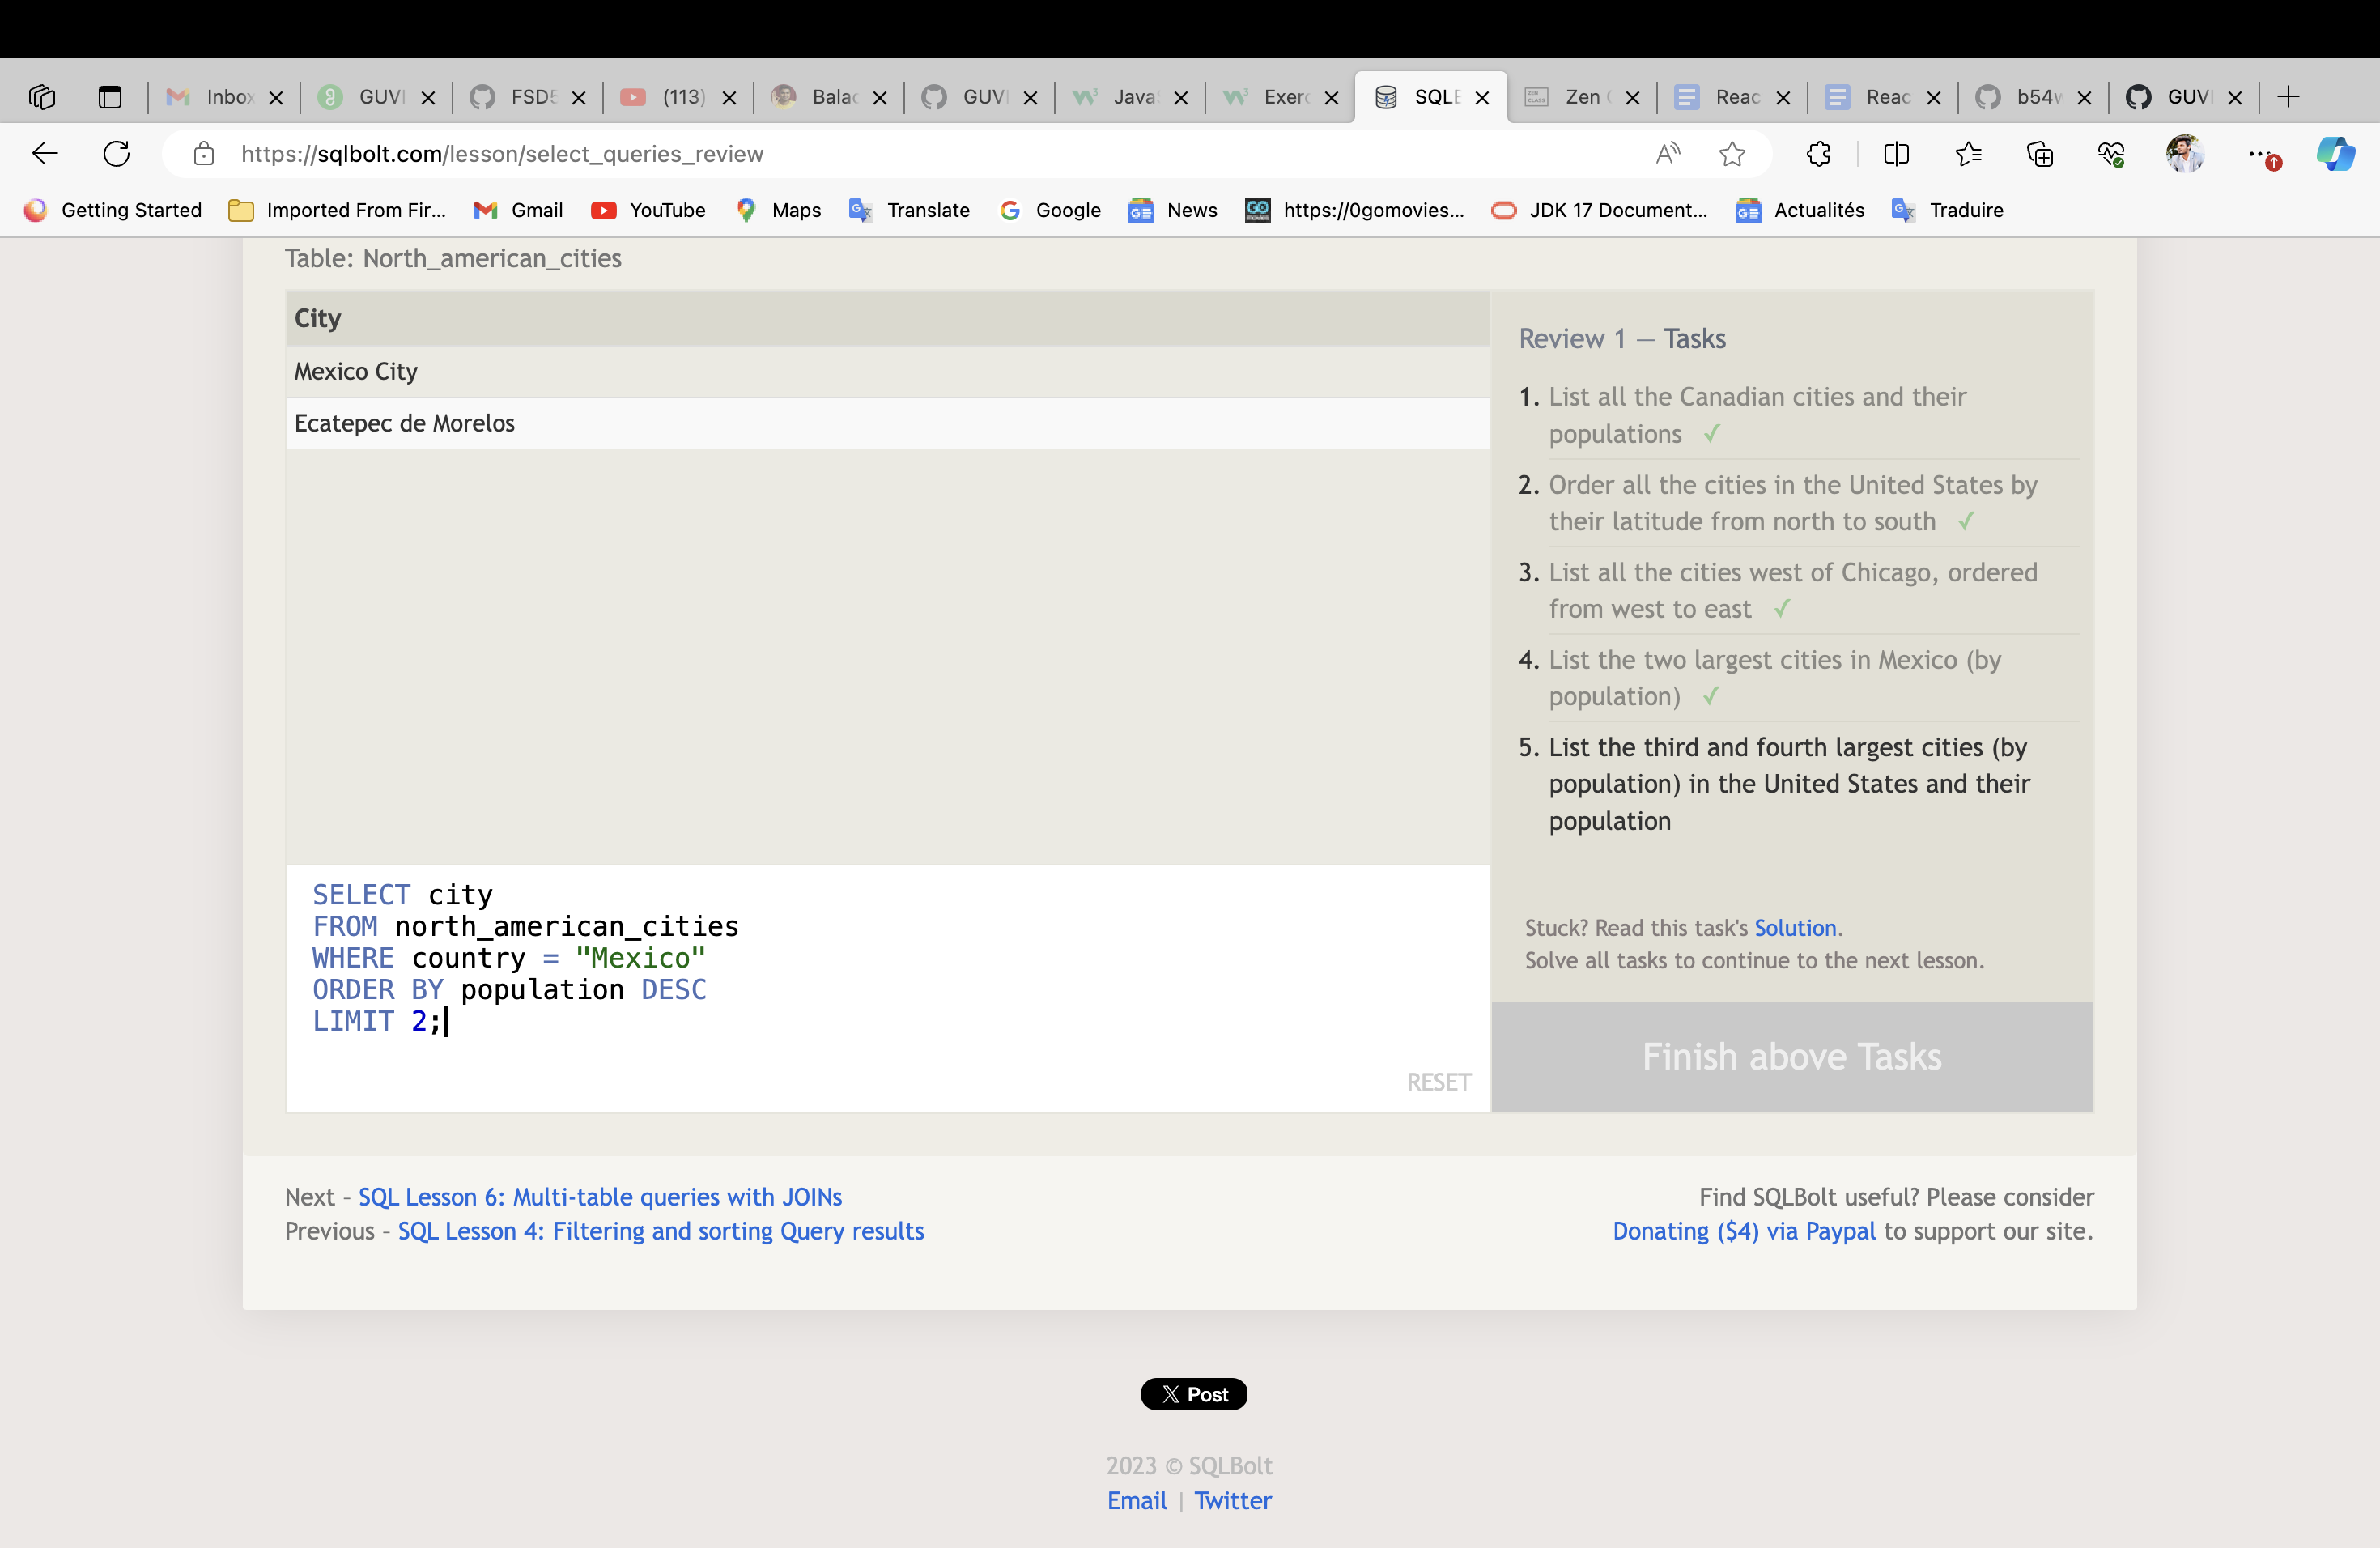 Inbox
GUVI
FSD5
(113)
Balac
GUVI
Java
Exerc
SQLB
Zen
Reac
Reac
b54w
GUVI
https://sqlbolt.com/lesson/select_queries_review
Getting Started
Imported From Fir...
Gmail
YouTube
Maps
Translate
Google
News
https://0gomovies...
JDK 17 Document...
Actualités
Traduire
Table: North_american_cities
City
Mexico City
Ecatepec de Morelos
SELECT city
FROM north_american_cities
WHERE country = "Mexico"
ORDER BY population DESC
LIMIT 2;
RESET
Review 1 — Tasks
1. List all the Canadian cities and their
populations ✓
2. Order all the cities in the United States by
their latitude from north to south ✓
3. List all the cities west of Chicago, ordered
from west to east ✓
4. List the two largest cities in Mexico (by
population) ✓
5. List the third and fourth largest cities (by
population) in the United States and their
population
Stuck? Read this task's Solution.
Solve all tasks to continue to the next lesson.
Finish above Tasks
Next – SQL Lesson 6: Multi-table queries with JOINs
Previous – SQL Lesson 4: Filtering and sorting Query results
Find SQLBolt useful? Please consider
Donating ($4) via Paypal to support our site.
X Post
2023 © SQLBolt
Email | Twitter